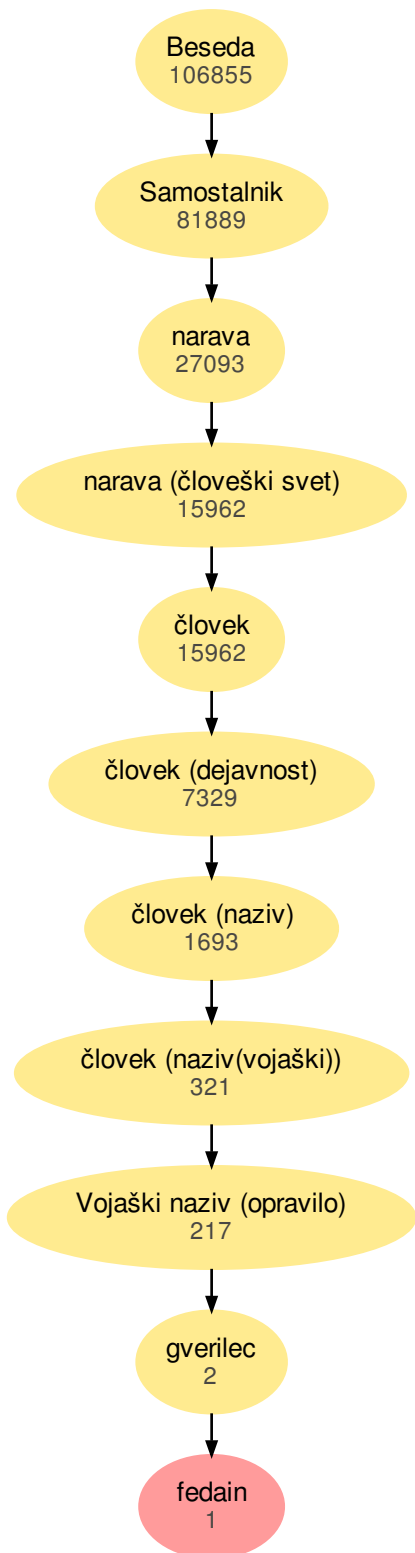 Beseda
106855
Samostalnik
81889
narava
27093
narava (človeški svet)
15962
človek
15962
človek (dejavnost)
7329
človek (naziv)
1693
človek (naziv(vojaški))
321
Vojaški naziv (opravilo)
217
gverilec
2
fedain
1